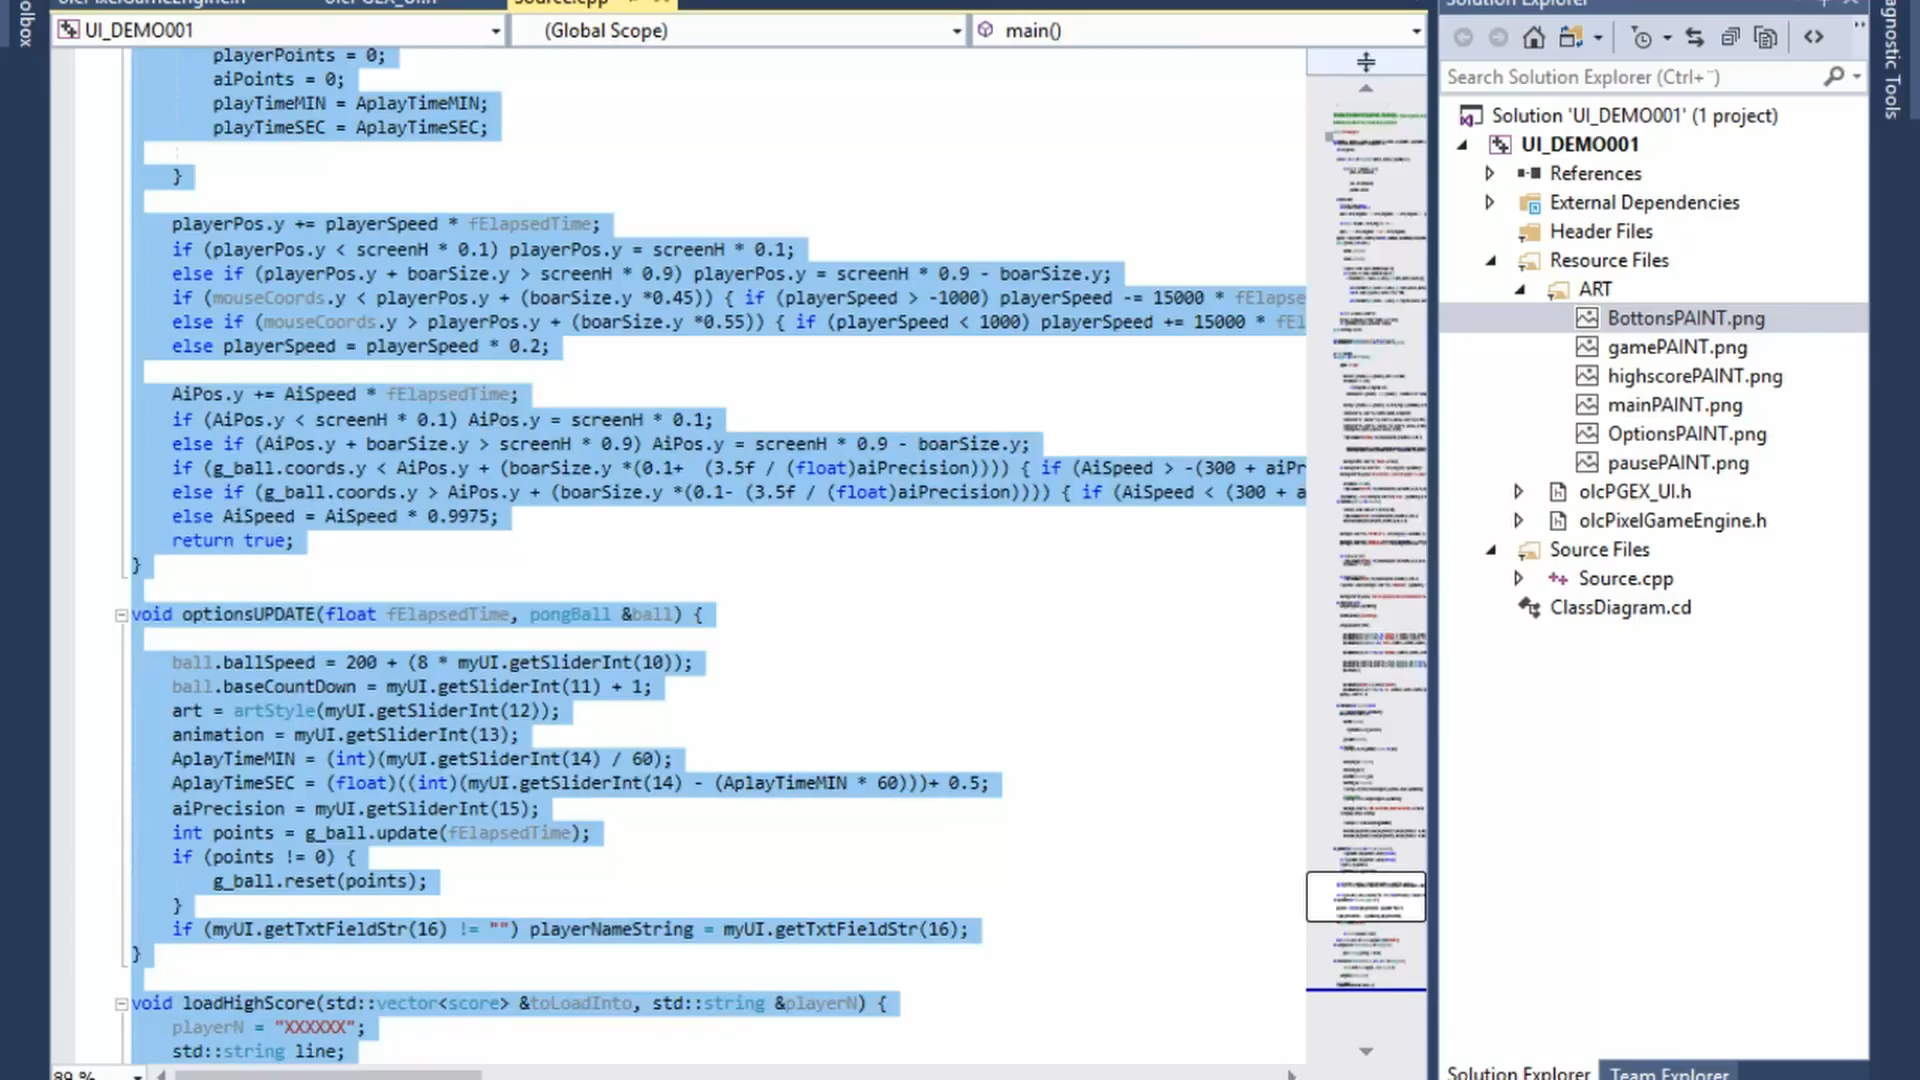 olcPixelGameEngine.h olcPGEX_UI.h Source.cpp
UI_DEMO001 (Global Scope) main()
playerPoints = 0;
aiPoints = 0;
playTimeMIN = AplayTimeMIN;
playTimeSEC = AplayTimeSEC;
}
playerPos.y += playerSpeed * fElapsedTime;
if (playerPos.y < screenH * 0.1) playerPos.y = screenH * 0.1;
else if (playerPos.y + boarSize.y > screenH * 0.9) playerPos.y = screenH * 0.9 - boarSize.y;
if (mouseCoords.y < playerPos.y + (boarSize.y *0.45)) { if (playerSpeed > -1000) playerSpeed -= 15000 * fElapse
else if (mouseCoords.y > playerPos.y + (boarSize.y *0.55)) { if (playerSpeed < 1000) playerSpeed += 15000 * fEl
else playerSpeed = playerSpeed * 0.2;
AiPos.y += AiSpeed * fElapsedTime;
if (AiPos.y < screenH * 0.1) AiPos.y = screenH * 0.1;
else if (AiPos.y + boarSize.y > screenH * 0.9) AiPos.y = screenH * 0.9 - boarSize.y;
if (g_ball.coords.y < AiPos.y + (boarSize.y *(0.1+  (3.5f / (float)aiPrecision)))) { if (AiSpeed > -(300 + aiPr
else if (g_ball.coords.y > AiPos.y + (boarSize.y *(0.1- (3.5f / (float)aiPrecision)))) { if (AiSpeed < (300 + a
else AiSpeed = AiSpeed * 0.9975;
return true;
}
void optionsUPDATE(float fElapsedTime, pongBall &ball) {
ball.ballSpeed = 200 + (8 * myUI.getSliderInt(10));
ball.baseCountDown = myUI.getSliderInt(11) + 1;
art = artStyle(myUI.getSliderInt(12));
animation = myUI.getSliderInt(13);
AplayTimeMIN = (int)(myUI.getSliderInt(14) / 60);
AplayTimeSEC = (float)((int)(myUI.getSliderInt(14) - (AplayTimeMIN * 60)))+ 0.5;
aiPrecision = myUI.getSliderInt(15);
int points = g_ball.update(fElapsedTime);
if (points != 0) {
g_ball.reset(points);
}
if (myUI.getTxtFieldStr(16) != "") playerNameString = myUI.getTxtFieldStr(16);
}
void loadHighScore(std::vector<score> &toLoadInto, std::string &playerN) {
playerN = "XXXXXX";
std::string line;
89 %
Solution Explorer
Search Solution Explorer (Ctrl+¨)
Solution 'UI_DEMO001' (1 project)
UI_DEMO001
References
External Dependencies
Header Files
Resource Files
ART
BottonsPAINT.png
gamePAINT.png
highscorePAINT.png
mainPAINT.png
OptionsPAINT.png
pausePAINT.png
olcPGEX_UI.h
olcPixelGameEngine.h
Source Files
Source.cpp
ClassDiagram.cd
Solution Explorer Team Explorer